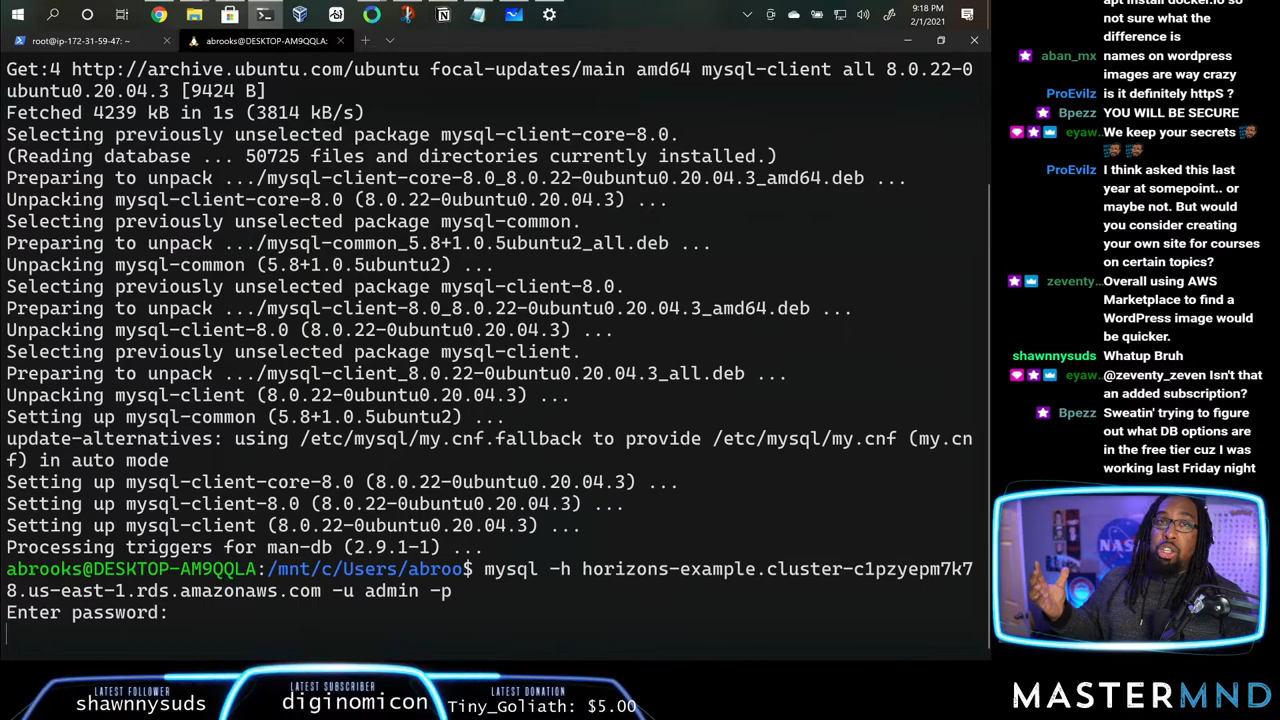 9:18 PM
2/1/2021
root@ip-172-31-59-47: ~
abrooks@DESKTOP-AM9QQLA:
Get:4 http://archive.ubuntu.com/ubuntu focal-updates/main amd64 mysql-client all 8.0.22-0
ubuntu0.20.04.3 [9424 B]
Fetched 4239 kB in 1s (3814 kB/s)
Selecting previously unselected package mysql-client-core-8.0.
(Reading database ... 50725 files and directories currently installed.)
Preparing to unpack .../mysql-client-core-8.0_8.0.22-0ubuntu0.20.04.3_amd64.deb ...
Unpacking mysql-client-core-8.0 (8.0.22-0ubuntu0.20.04.3) ...
Selecting previously unselected package mysql-common.
Preparing to unpack .../mysql-common_5.8+1.0.5ubuntu2_all.deb ...
Unpacking mysql-common (5.8+1.0.5ubuntu2) ...
Selecting previously unselected package mysql-client-8.0.
Preparing to unpack .../mysql-client-8.0_8.0.22-0ubuntu0.20.04.3_amd64.deb ...
Unpacking mysql-client-8.0 (8.0.22-0ubuntu0.20.04.3) ...
Selecting previously unselected package mysql-client.
Preparing to unpack .../mysql-client_8.0.22-0ubuntu0.20.04.3_all.deb ...
Unpacking mysql-client (8.0.22-0ubuntu0.20.04.3) ...
Setting up mysql-common (5.8+1.0.5ubuntu2) ...
update-alternatives: using /etc/mysql/my.cnf.fallback to provide /etc/mysql/my.cnf (my.cn
f) in auto mode
Setting up mysql-client-core-8.0 (8.0.22-0ubuntu0.20.04.3) ...
Setting up mysql-client-8.0 (8.0.22-0ubuntu0.20.04.3) ...
Setting up mysql-client (8.0.22-0ubuntu0.20.04.3) ...
Processing triggers for man-db (2.9.1-1) ...
abrooks@DESKTOP-AM9QQLA:/mnt/c/Users/abroo$ mysql -h horizons-example.cluster-c1pzyepm7k7
8.us-east-1.rds.amazonaws.com -u admin -p
Enter password:
apt install docker.io so
not sure what the
difference is
aban_mx names on wordpress
images are way crazy
ProEvilz is it definitely httpS ?
Bpezz YOU WILL BE SECURE
eyaw.. We keep your secrets
ProEvilz I think asked this last
year at somepoint.. or
maybe not. But would
you consider creating
your own site for courses
on certain topics?
zeventy... Overall using AWS
Marketplace to find a
WordPress image would
be quicker.
shawnnysuds Whatup Bruh
eyaw.. @zeventy_zeven Isn't that
an added subscription?
Bpezz Sweatin' trying to figure
out what DB options are
in the free tier cuz I was
working last Friday night
LATEST FOLLOWER
shawnnysuds
LATEST SUBSCRIBER
diginomicon
LATEST DONATION
Tiny_Goliath: $5.00
MASTERMND